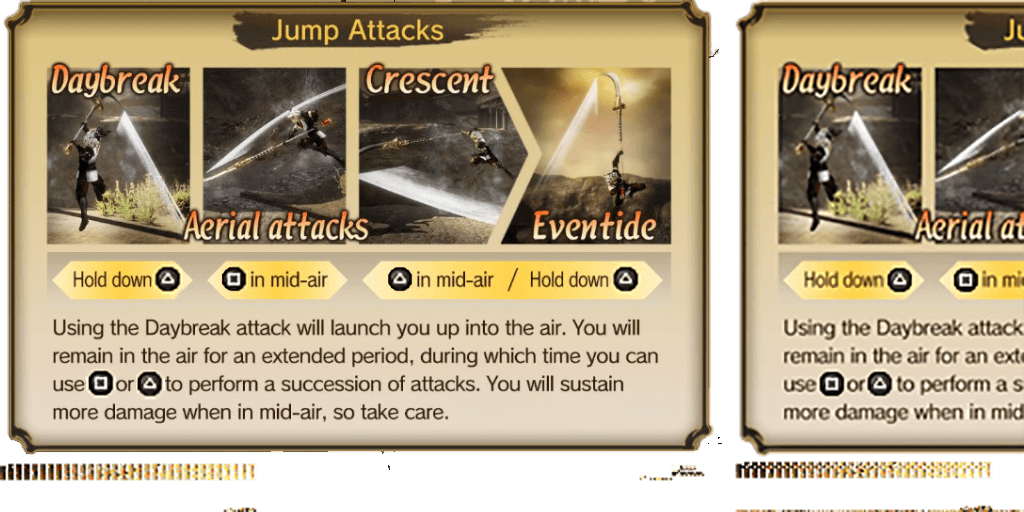 Jump Attacks
Daybreak
Crescent
Aerial attacks
Eventide
Hold down
in mid-air
in mid-air / Hold down
Using the Daybreak attack will launch you up into the air. You will
remain in the air for an extended period, during which time you can
use or to perform a succession of attacks. You will sustain
more damage when in mid-air, so take care.
Ju
Daybreak
Aerial at
Hold down
in mi
Using the Daybreak attack
remain in the air for an exte
use or to perform a s
more damage when in mid